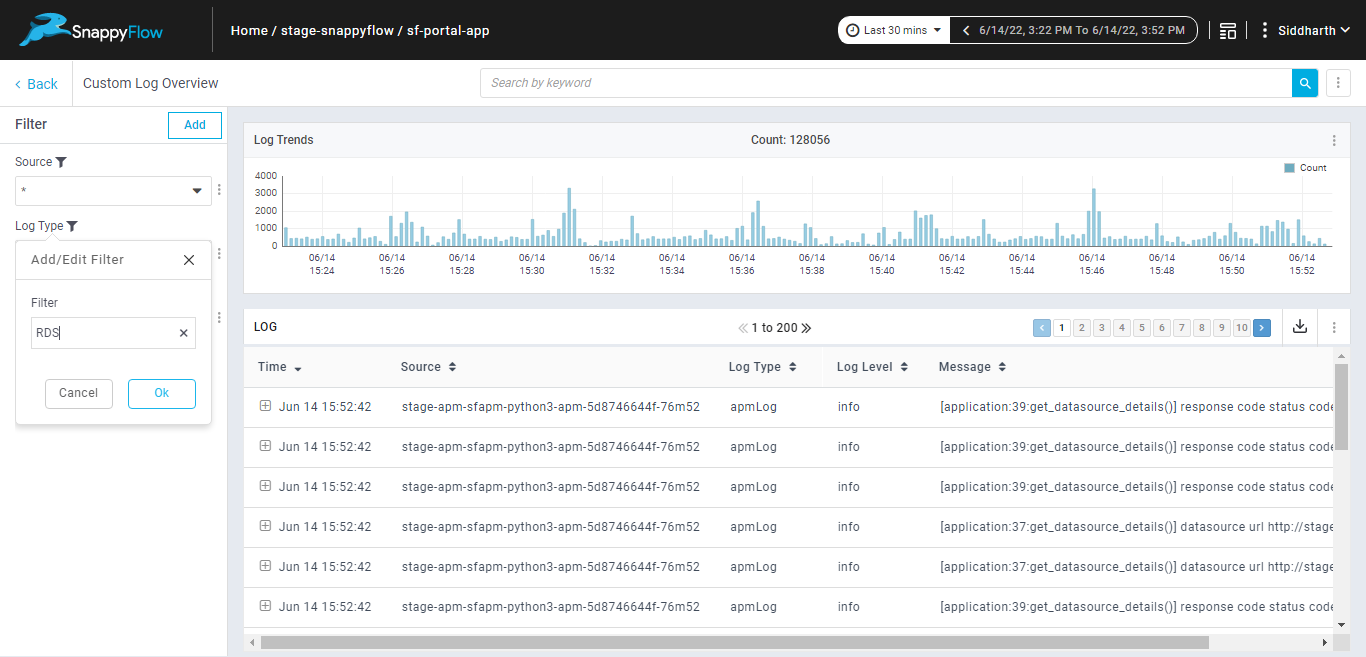 SnappyFlow
Home / stage-snappyflow / sf-portal-app
Last 30 mins
6/14/22, 3:22 PM To 6/14/22, 3:52 PM
Siddharth
Back
Custom Log Overview
Search by keyword
Filter
Add
Source
*
Log Type
Add/Edit Filter
Filter
RDS
Cancel
Ok
Log Trends
Count: 128056
Count
4000
3000
2000
1000
0
06/14 15:24
06/14 15:26
06/14 15:28
06/14 15:30
06/14 15:32
06/14 15:34
06/14 15:36
06/14 15:38
06/14 15:40
06/14 15:42
06/14 15:44
06/14 15:46
06/14 15:48
06/14 15:50
06/14 15:52
LOG
1 to 200
1 2 3 4 5 6 7 8 9 10
Time Source Log Type Log Level Message
Jun 14 15:52:42 stage-apm-sfapm-python3-apm-5d8746644f-76m52 apmLog info [application:39:get_datasource_details()] response code status code
Jun 14 15:52:42 stage-apm-sfapm-python3-apm-5d8746644f-76m52 apmLog info [application:39:get_datasource_details()] response code status code
Jun 14 15:52:42 stage-apm-sfapm-python3-apm-5d8746644f-76m52 apmLog info [application:39:get_datasource_details()] response code status code
Jun 14 15:52:42 stage-apm-sfapm-python3-apm-5d8746644f-76m52 apmLog info [application:37:get_datasource_details()] datasource url http://stage
Jun 14 15:52:42 stage-apm-sfapm-python3-apm-5d8746644f-76m52 apmLog info [application:37:get_datasource_details()] datasource url http://stage
Jun 14 15:52:42 stage-apm-sfapm-python3-apm-5d8746644f-76m52 apmLog info [application:39:get_datasource_details()] response code status code